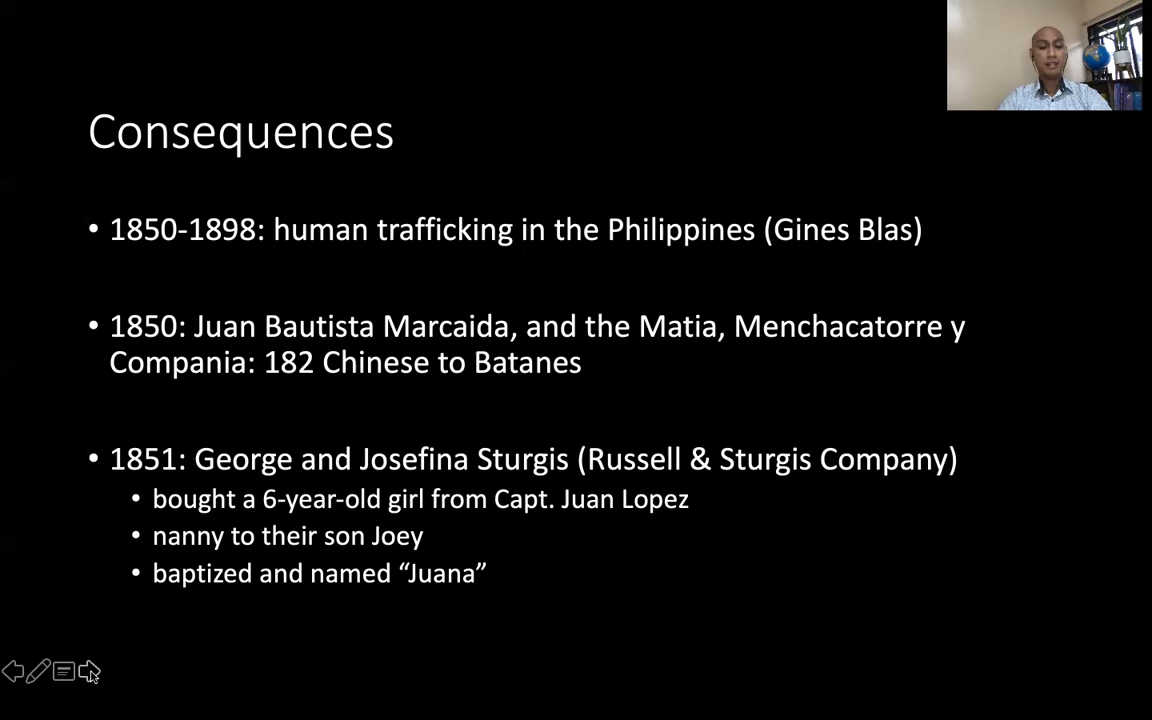 Consequences
• 1850-1898: human trafficking in the Philippines (Gines Blas)
• 1850: Juan Bautista Marcaida, and the Matia, Menchacatorre y
Compania: 182 Chinese to Batanes
• 1851: George and Josefina Sturgis (Russell & Sturgis Company)
• bought a 6-year-old girl from Capt. Juan Lopez
• nanny to their son Joey
• baptized and named “Juana”